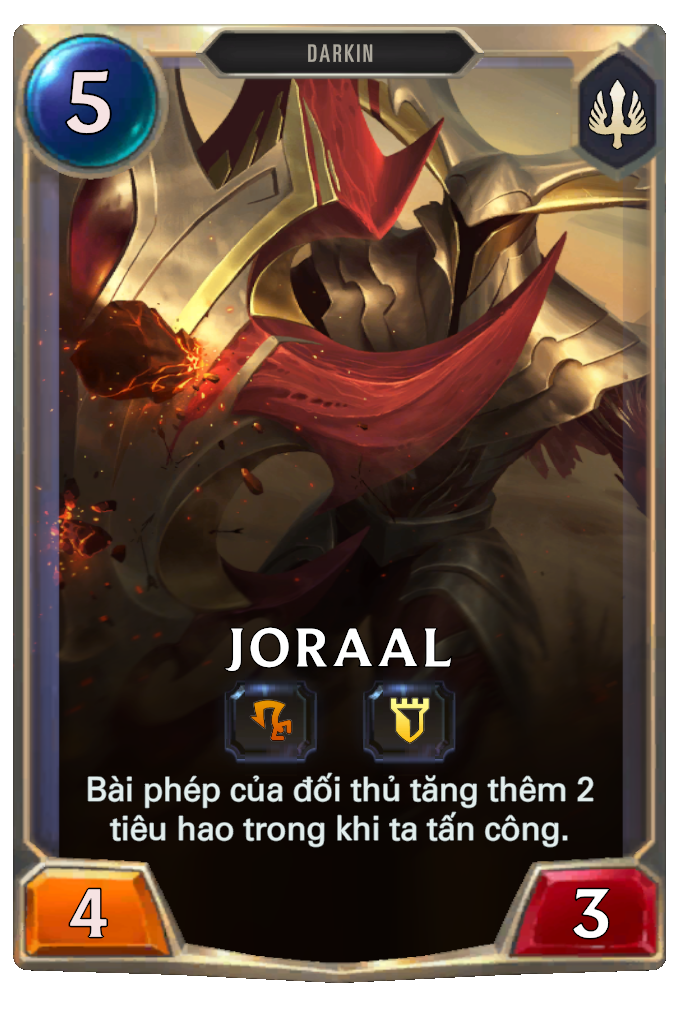 DARKIN
5
JORAAL
Bài phép của đối thủ tăng thêm 2
tiêu hao trong khi ta tấn công.
4
3